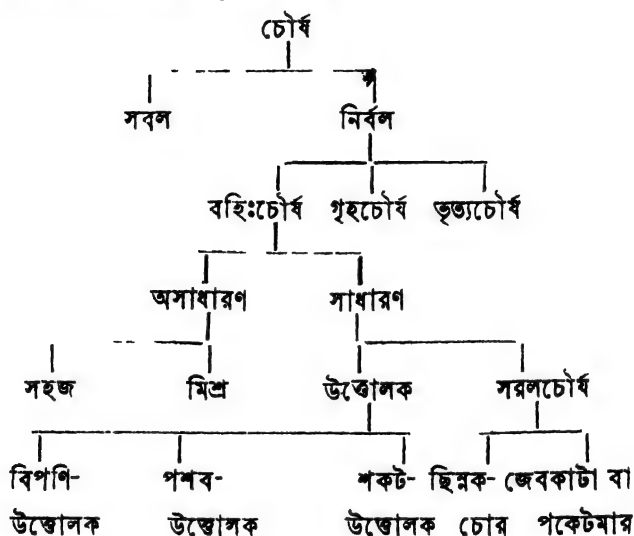 চৌর্য
সবল নির্বল
বহিঃচৌর্য গৃহচৌর্য ভৃত্যচৌর্য
অসাধারণ সাধারণ
সহজ মিশ্র উত্তোলক সরলচৌর্য
বিপণি- পশব- শকট- ছিন্নক- জেবকাটা বা
উত্তোলক উত্তোলক উত্তোলক চোর পকেটমার